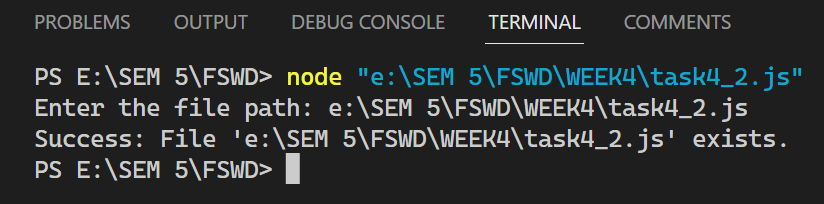 PROBLEMS OUTPUT DEBUG CONSOLE TERMINAL COMMENTS
PS E:\SEM 5\FSWD> node "e:\SEM 5\FSWD\WEEK4\task4_2.js"
Enter the file path: e:\SEM 5\FSWD\WEEK4\task4_2.js
Success: File 'e:\SEM 5\FSWD\WEEK4\task4_2.js' exists.
PS E:\SEM 5\FSWD>